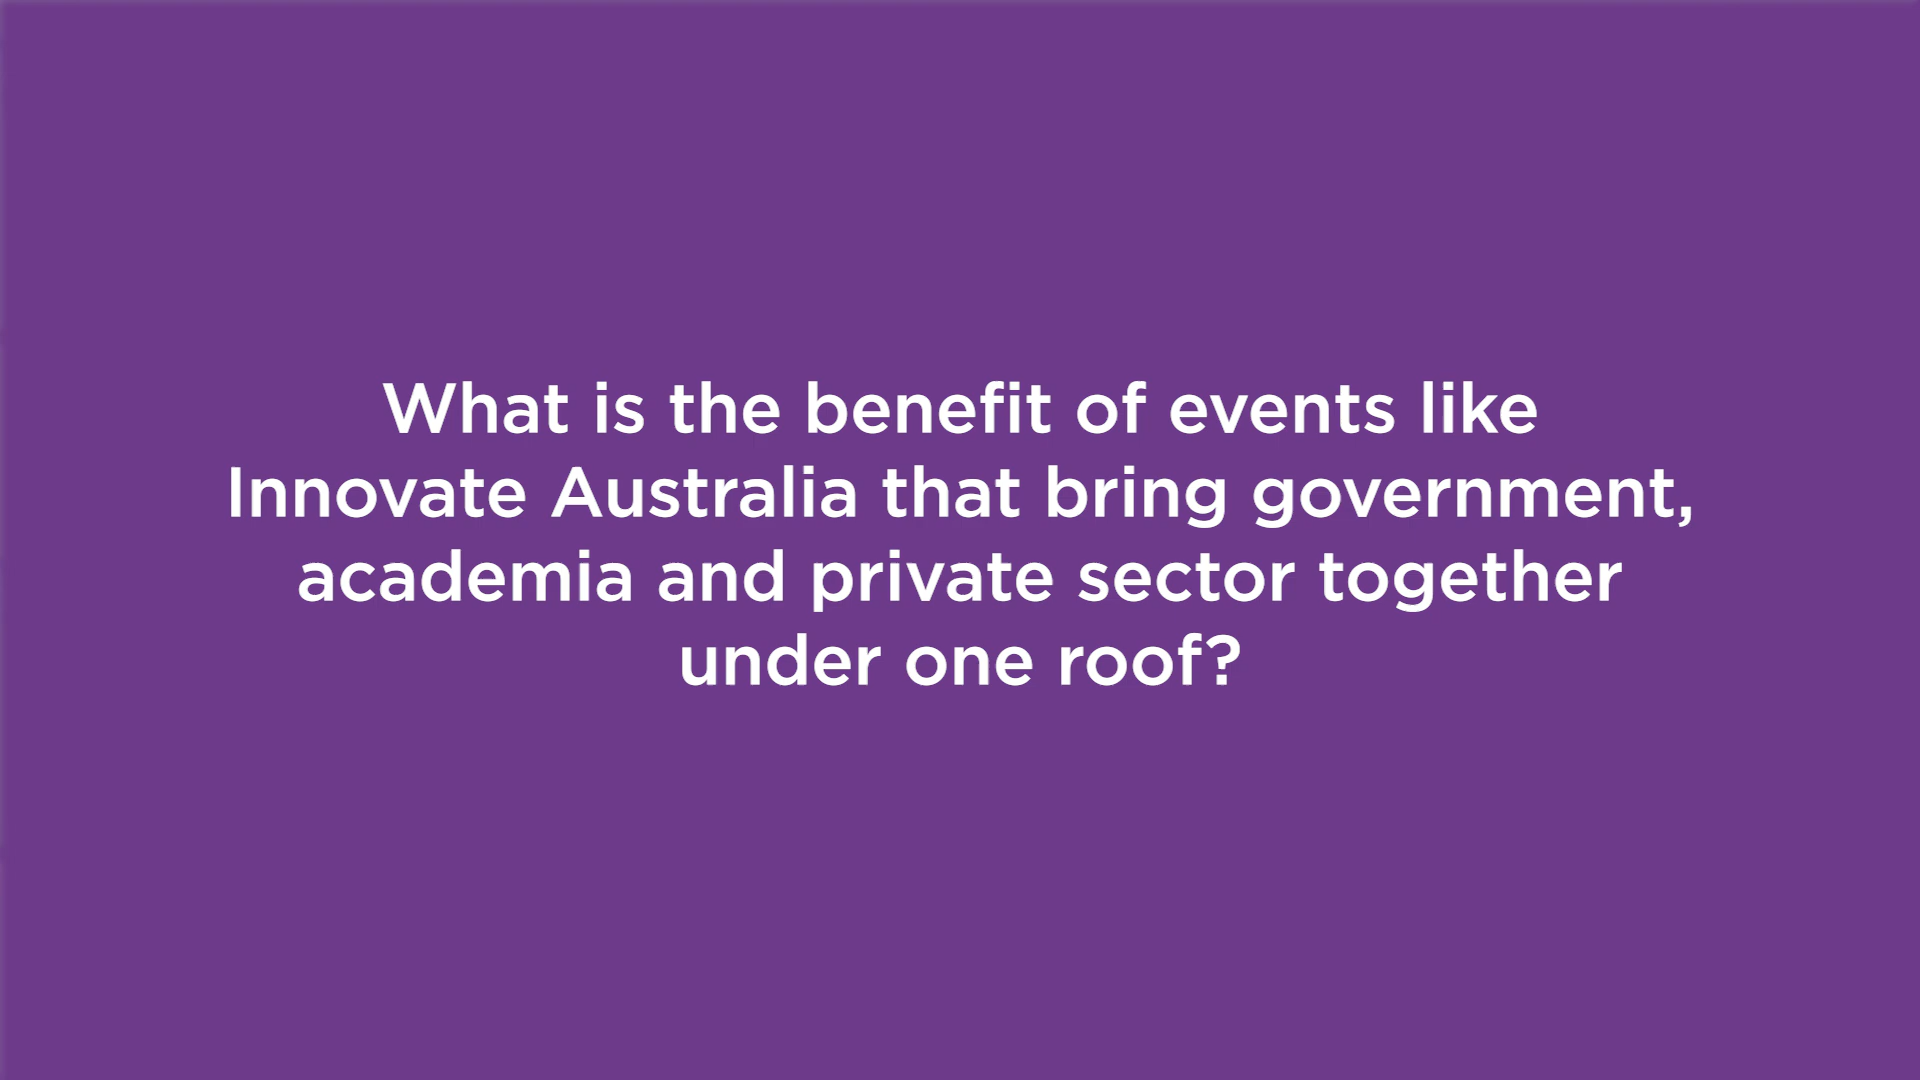 What is the benefit of events like
Innovate Australia that bring government,
academia and private sector together
under one roof?